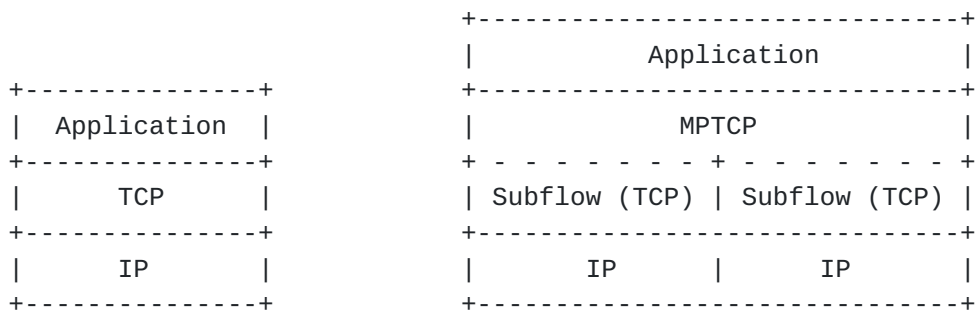 Application
Application MPTCP
TCP Subflow (TCP) Subflow (TCP)
IP IP IP